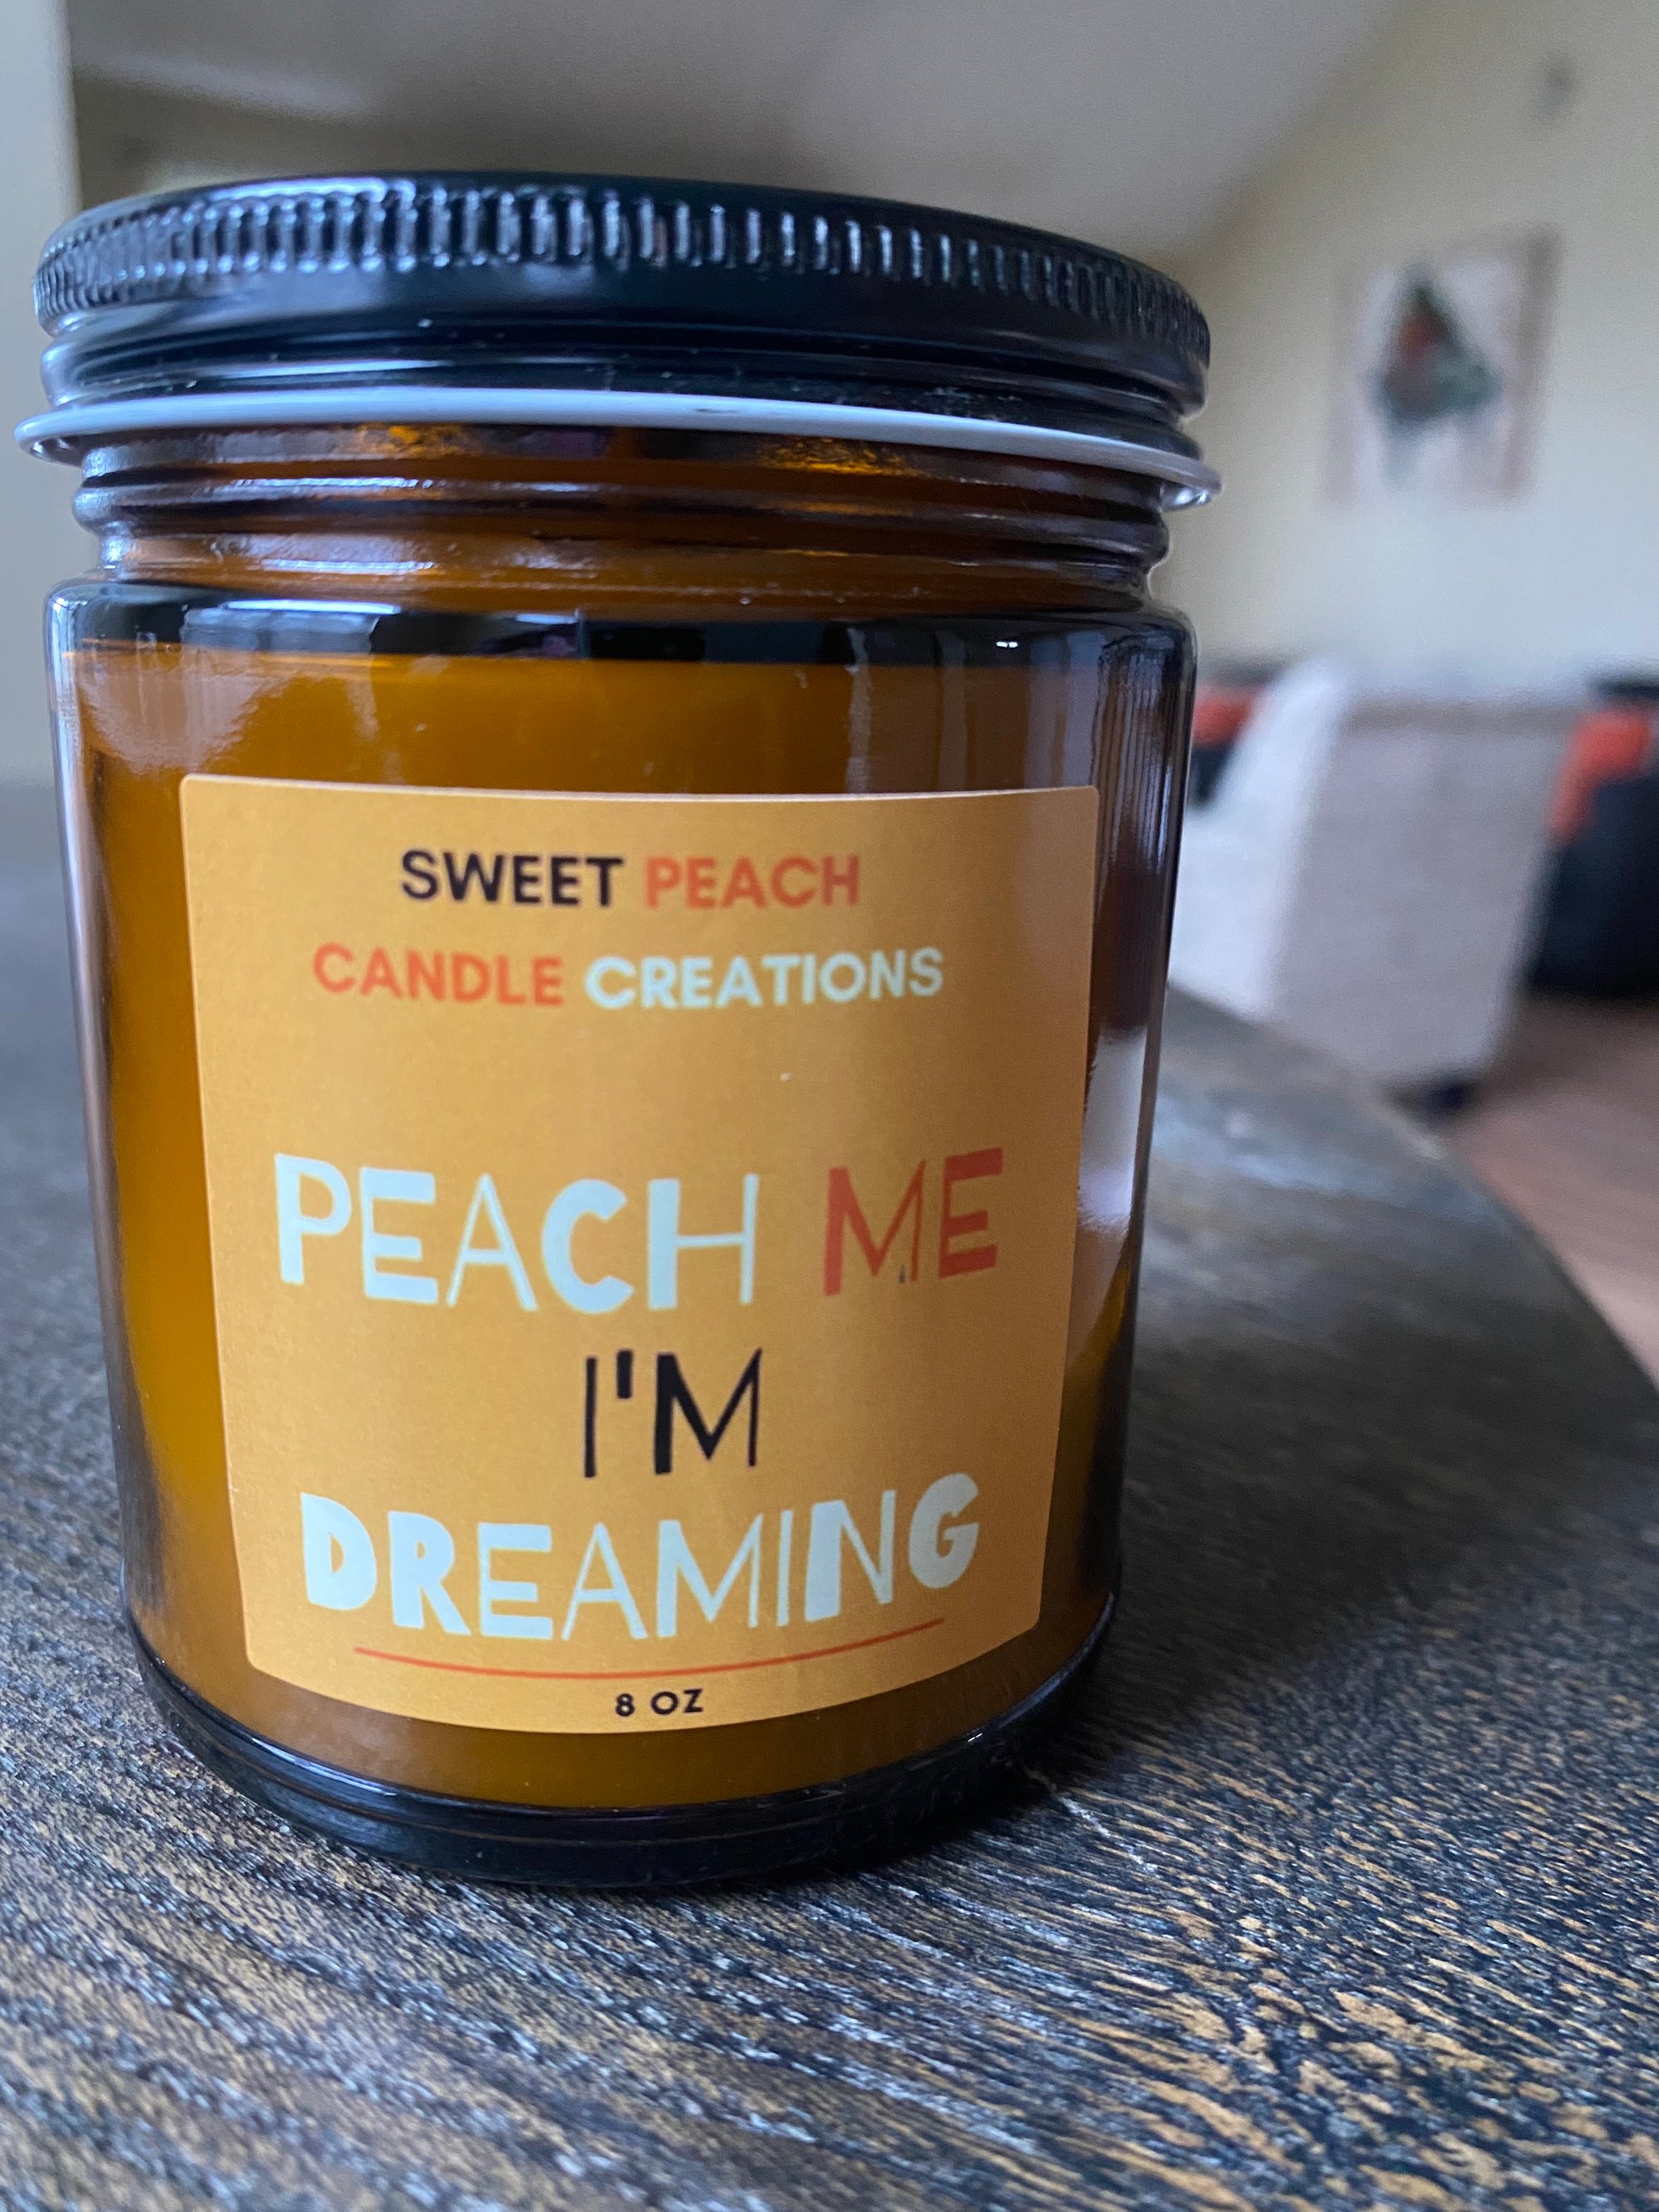 SWEET PEACH
CANDLE CREATIONS
PEACH ME
I'M
DREAMING
8 OZ